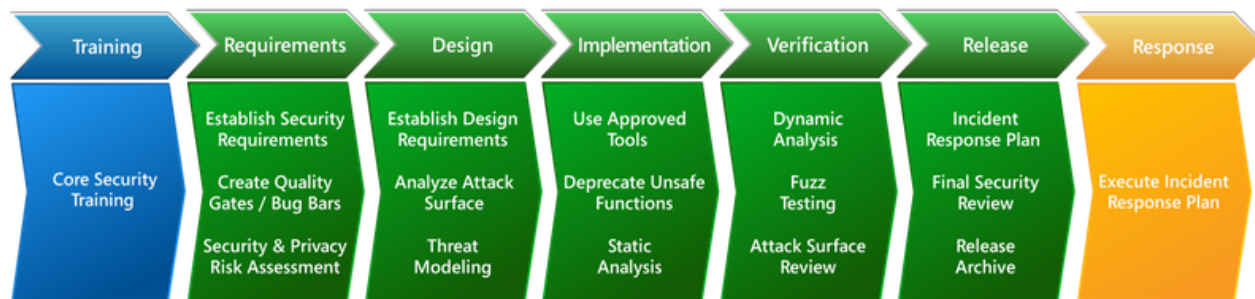 Training
Requirements
Design
Implementation
Verification
Release
Response
Core Security
Training
Establish Security
Requirements
Create Quality
Gates / Bug Bars
Security & Privacy
Risk Assessment
Establish Design
Requirements
Analyze Attack
Surface
Threat
Modeling
Use Approved
Tools
Deprecate Unsafe
Functions
Static
Analysis
Dynamic
Analysis
Fuzz
Testing
Attack Surface
Review
Incident
Response Plan
Final Security
Review
Release
Archive
Execute Incident
Response Plan